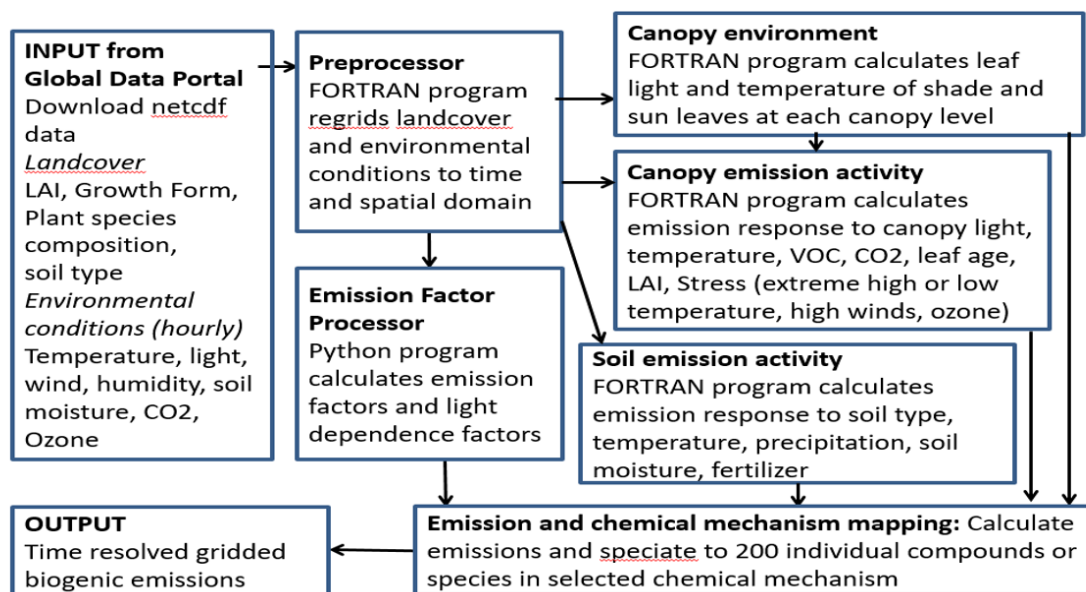 INPUT from
Global Data Portal
Download netcdf
data
Landcover
LAI, Growth Form,
Plant species
composition,
soil type
Environmental
conditions (hourly)
Temperature, light,
wind, humidity, soil
moisture, CO2,
Ozone
Preprocessor
FORTRAN program
regrids landcover
and environmental
conditions to time
and spatial domain
Emission Factor
Processor
Python program
calculates emission
factors and light
dependence factors
Canopy environment
FORTRAN program calculates leaf
light and temperature of shade and
sun leaves at each canopy level
Canopy emission activity
FORTRAN program calculates
emission response to canopy light,
temperature, VOC, CO2, leaf age,
LAI, Stress (extreme high or low
temperature, high winds, ozone)
Soil emission activity
FORTRAN program calculates
emission response to soil type,
temperature, precipitation, soil
moisture, fertilizer
Emission and chemical mechanism mapping: Calculate
emissions and speciate to 200 individual compounds or
species in selected chemical mechanism
OUTPUT
Time resolved gridded
biogenic emissions